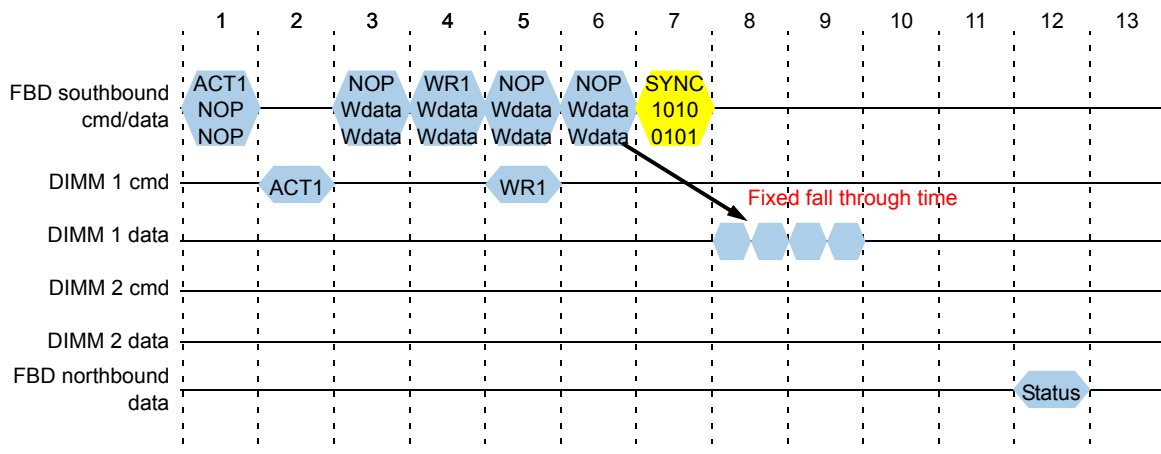 1 2 3 4 5 6 7 8 9 10 11 12 13
FBD southbound
cmd/data
ACT1
NOP
NOP
NOP
Wdata
Wdata
WR1
Wdata
Wdata
NOP
Wdata
Wdata
NOP
Wdata
Wdata
SYNC
1010
0101
DIMM 1 cmd
ACT1
WR1
Fixed fall through time
DIMM 1 data
DIMM 2 cmd
DIMM 2 data
FBD northbound
data
Status